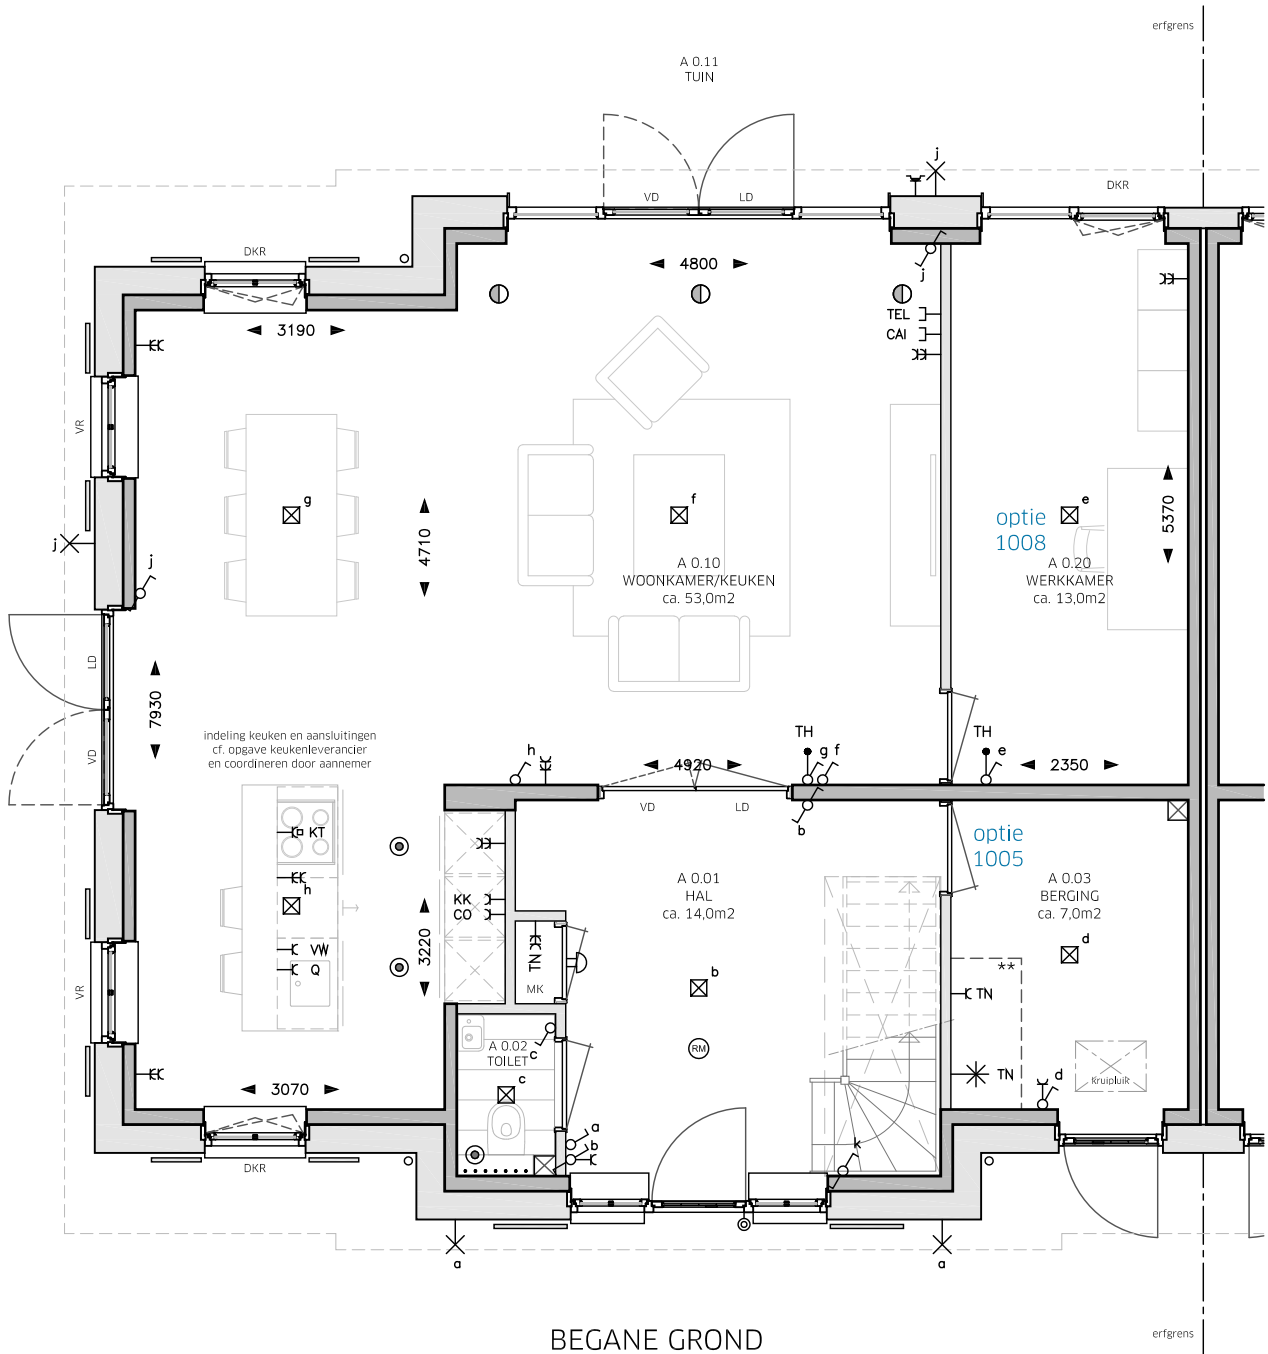 erfgrens
A 0.11
TUIN
j
VD
LD
DKR
DKR
4800
j
3190
TEL
CAI
VR
g
f
e
optie
1008
5370
4710
j
j
A 0.10
WOONKAMER/KEUKEN
ca. 53,0m2
A 0.20
WERKKAMER
ca. 13,0m2
LD
7930
VD
indeling keuken en aansluitingen
cf. opgave keukenleverancier
en coordineren door aannemer
h
4920
TH
g
f
TH
e
2350
VD
LD
b
KT
optie
1005
h
KK
CO
A 0.01
HAL
ca. 14,0m2
A 0.03
BERGING
ca. 7,0m2
3220
VW
Q
TN
MK
b
d
**
TN
VR
RM
A 0.02
TOILET
c
c
TN
kruipluik
d
3070
a
b
k
DKR
a
a
BEGANE GROND
erfgrens